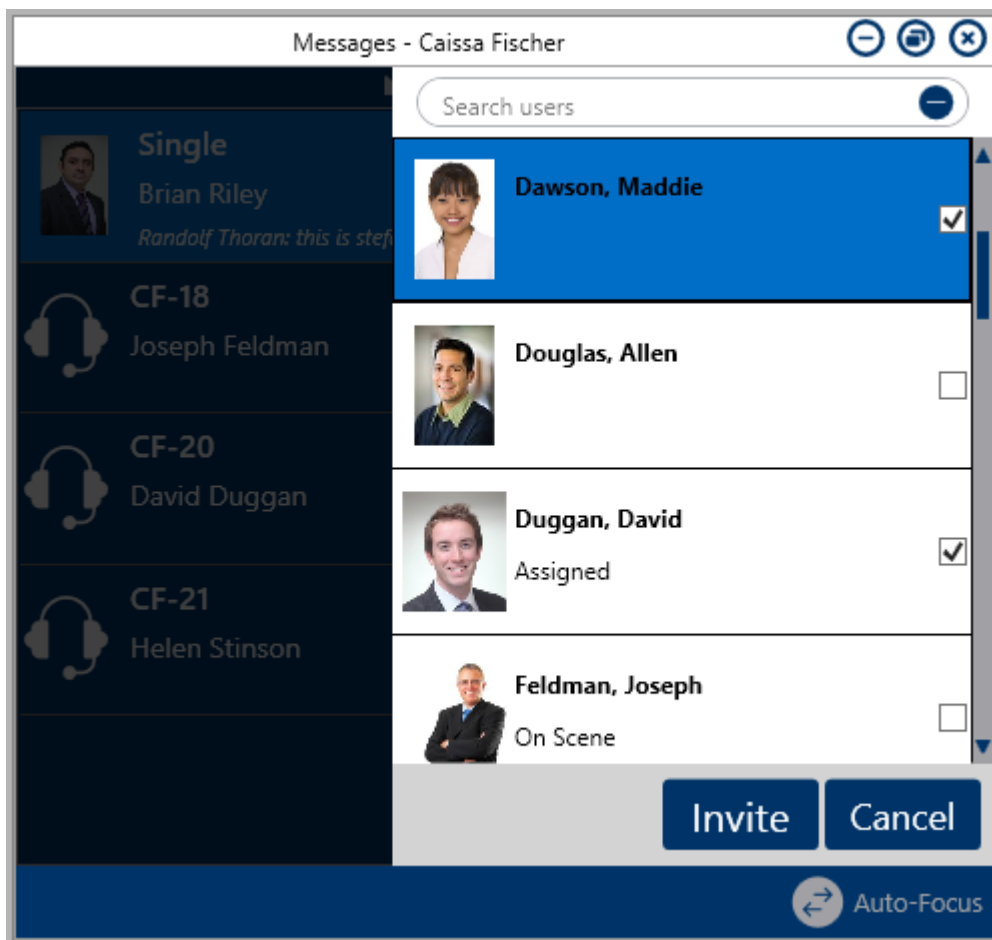 Messages - Caissa Fischer
Single
Brian Riley
Randolf Thoran: this is stef
CF-18
Joseph Feldman
CF-20
David Duggan
CF-21
Helen Stinson
Search users
Dawson, Maddie
Douglas, Allen
Duggan, David
Assigned
Feldman, Joseph
On Scene
Invite
Cancel
Auto-Focus